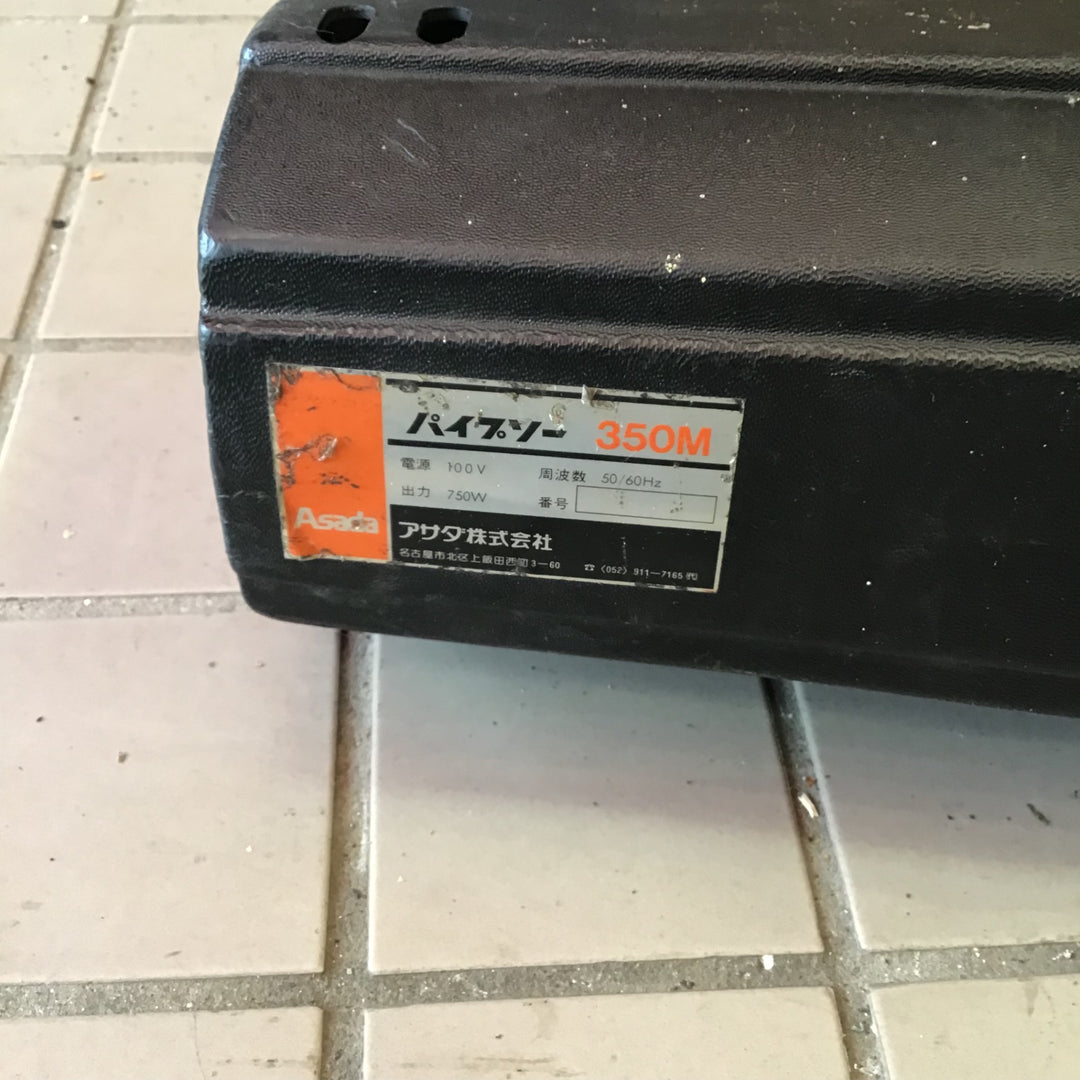 パイプソー 350M
電源 100V 周波数 50/60Hz
出力 750W 番号
Asada
アサダ株式会社
名古屋市北区上飯田西町3-60 ☎(052)911-7165㈹